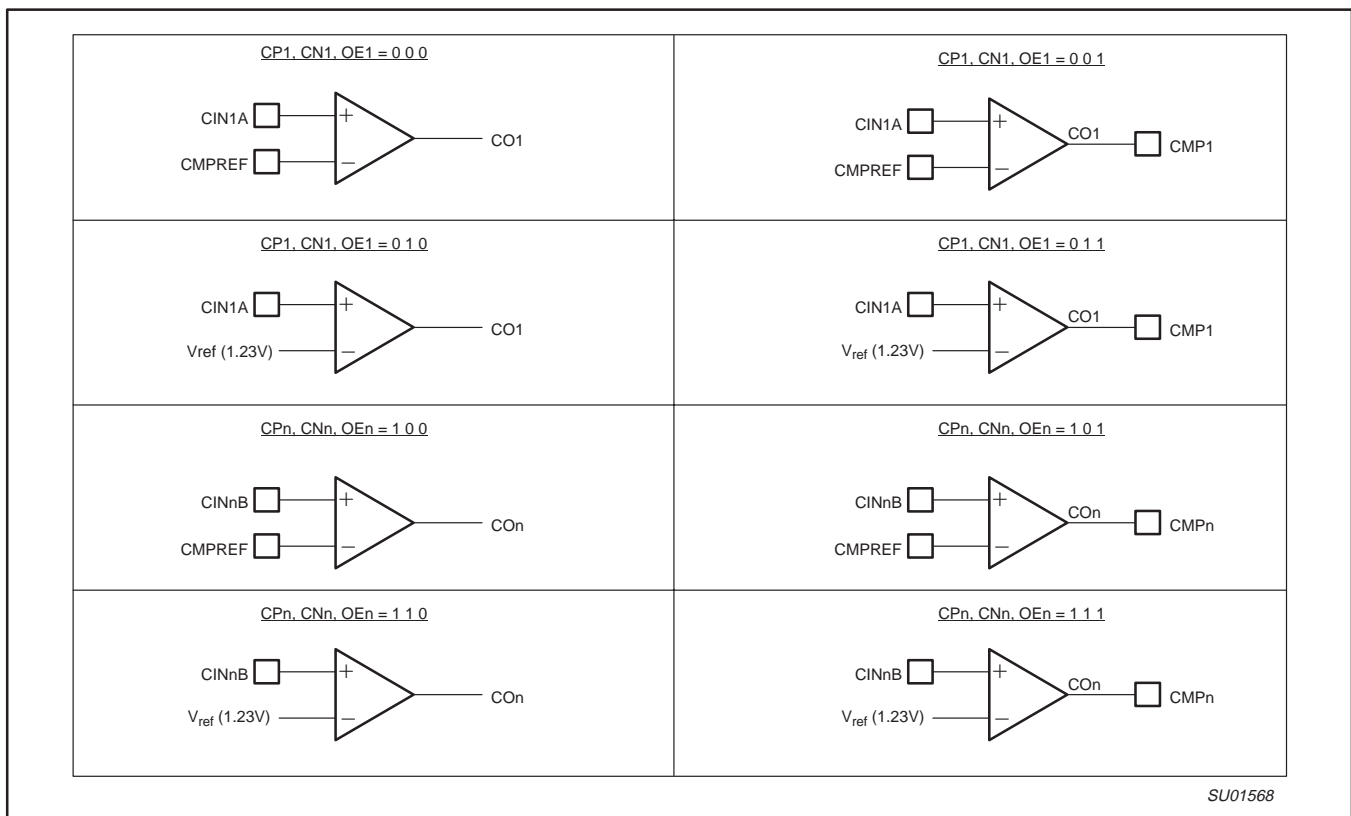 CP1, CN1, OE1 = 0 0 0
CIN1A
+
CO1
CMPREF
−
CP1, CN1, OE1 = 0 0 1
CIN1A
+
CO1
CMP1
CMPREF
−
CP1, CN1, OE1 = 0 1 0
CIN1A
+
CO1
Vref (1.23V)
−
CP1, CN1, OE1 = 0 1 1
CIN1A
+
CO1
CMP1
Vref (1.23V)
−
CPn, CNn, OEn = 1 0 0
CINnB
+
COn
CMPREF
−
CPn, CNn, OEn = 1 0 1
CINnB
+
COn
CMPn
CMPREF
−
CPn, CNn, OEn = 1 1 0
CINnB
+
COn
Vref (1.23V)
−
CPn, CNn, OEn = 1 1 1
CINnB
+
COn
CMPn
Vref (1.23V)
−
SU01568